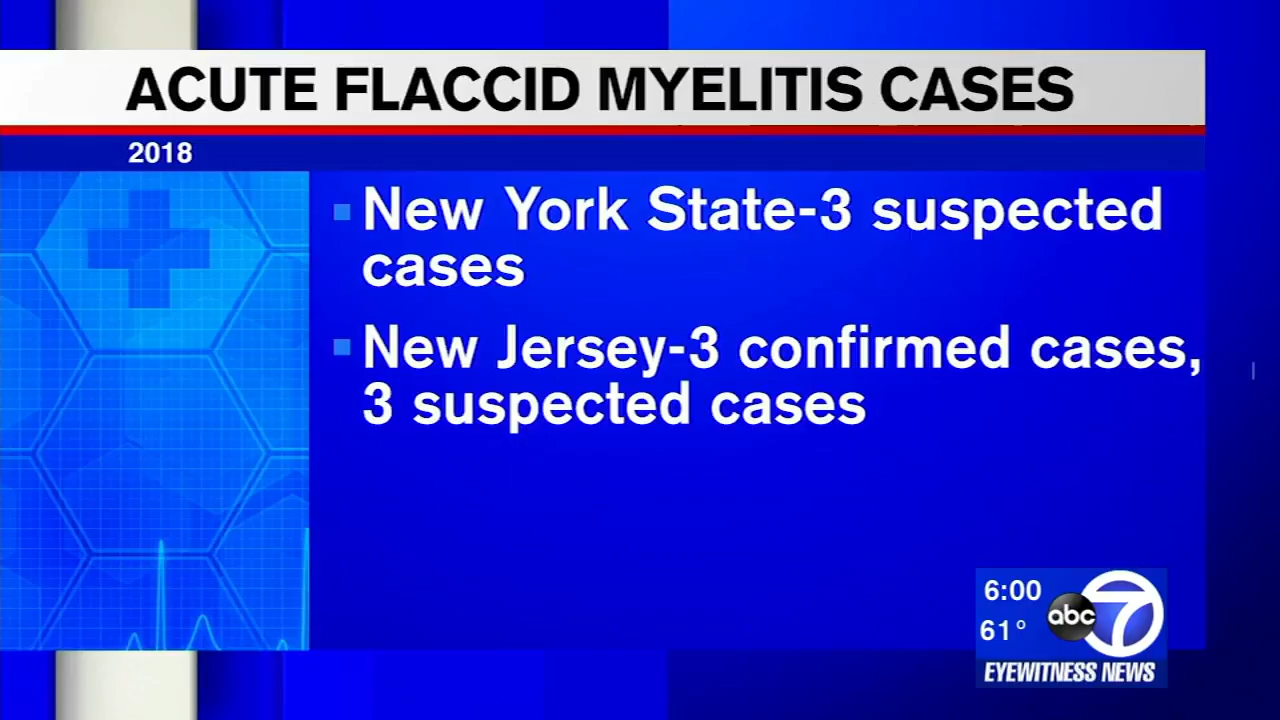 ACUTE FLACCID MYELITIS CASES
2018
New York State-3 suspected
cases
New Jersey-3 confirmed cases,
3 suspected cases
6:00
61°
abc 7
EYEWITNESS NEWS